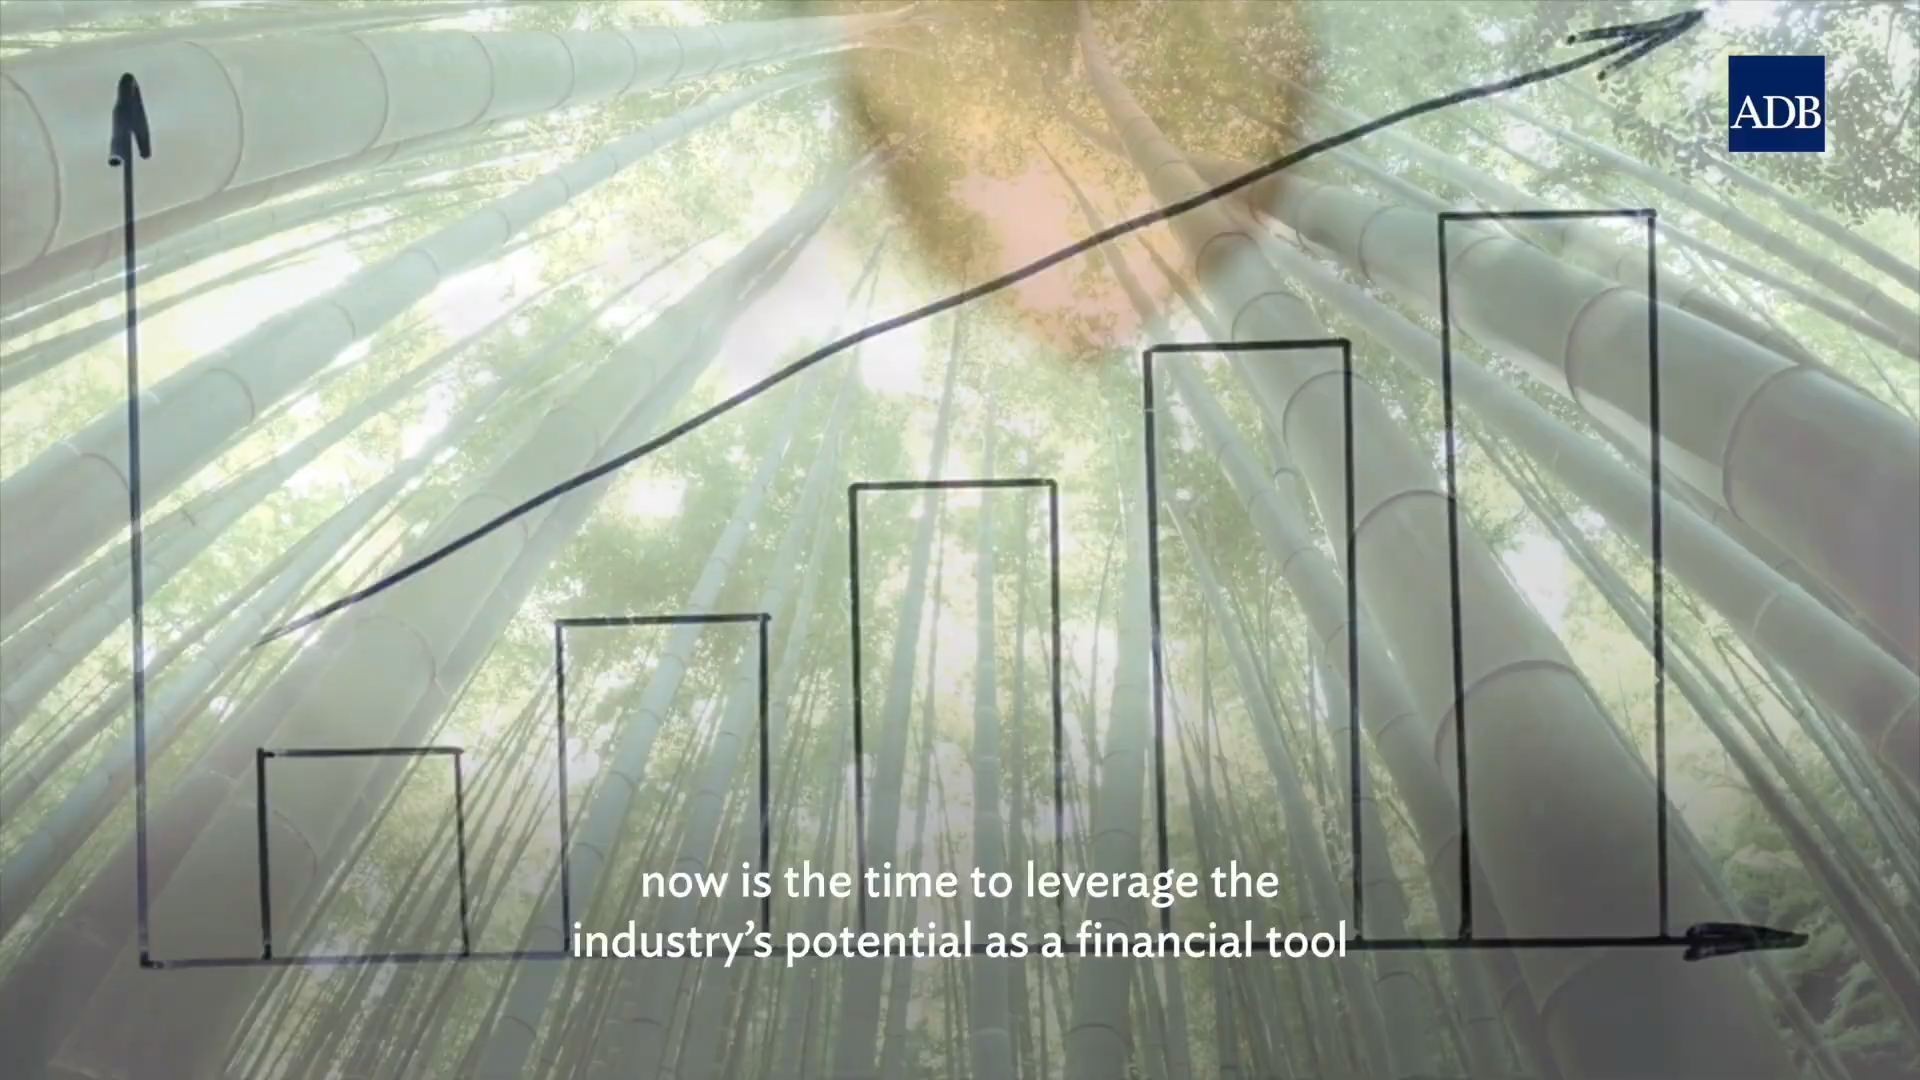 ADB
now is the time to leverage the
industry's potential as a financial tool